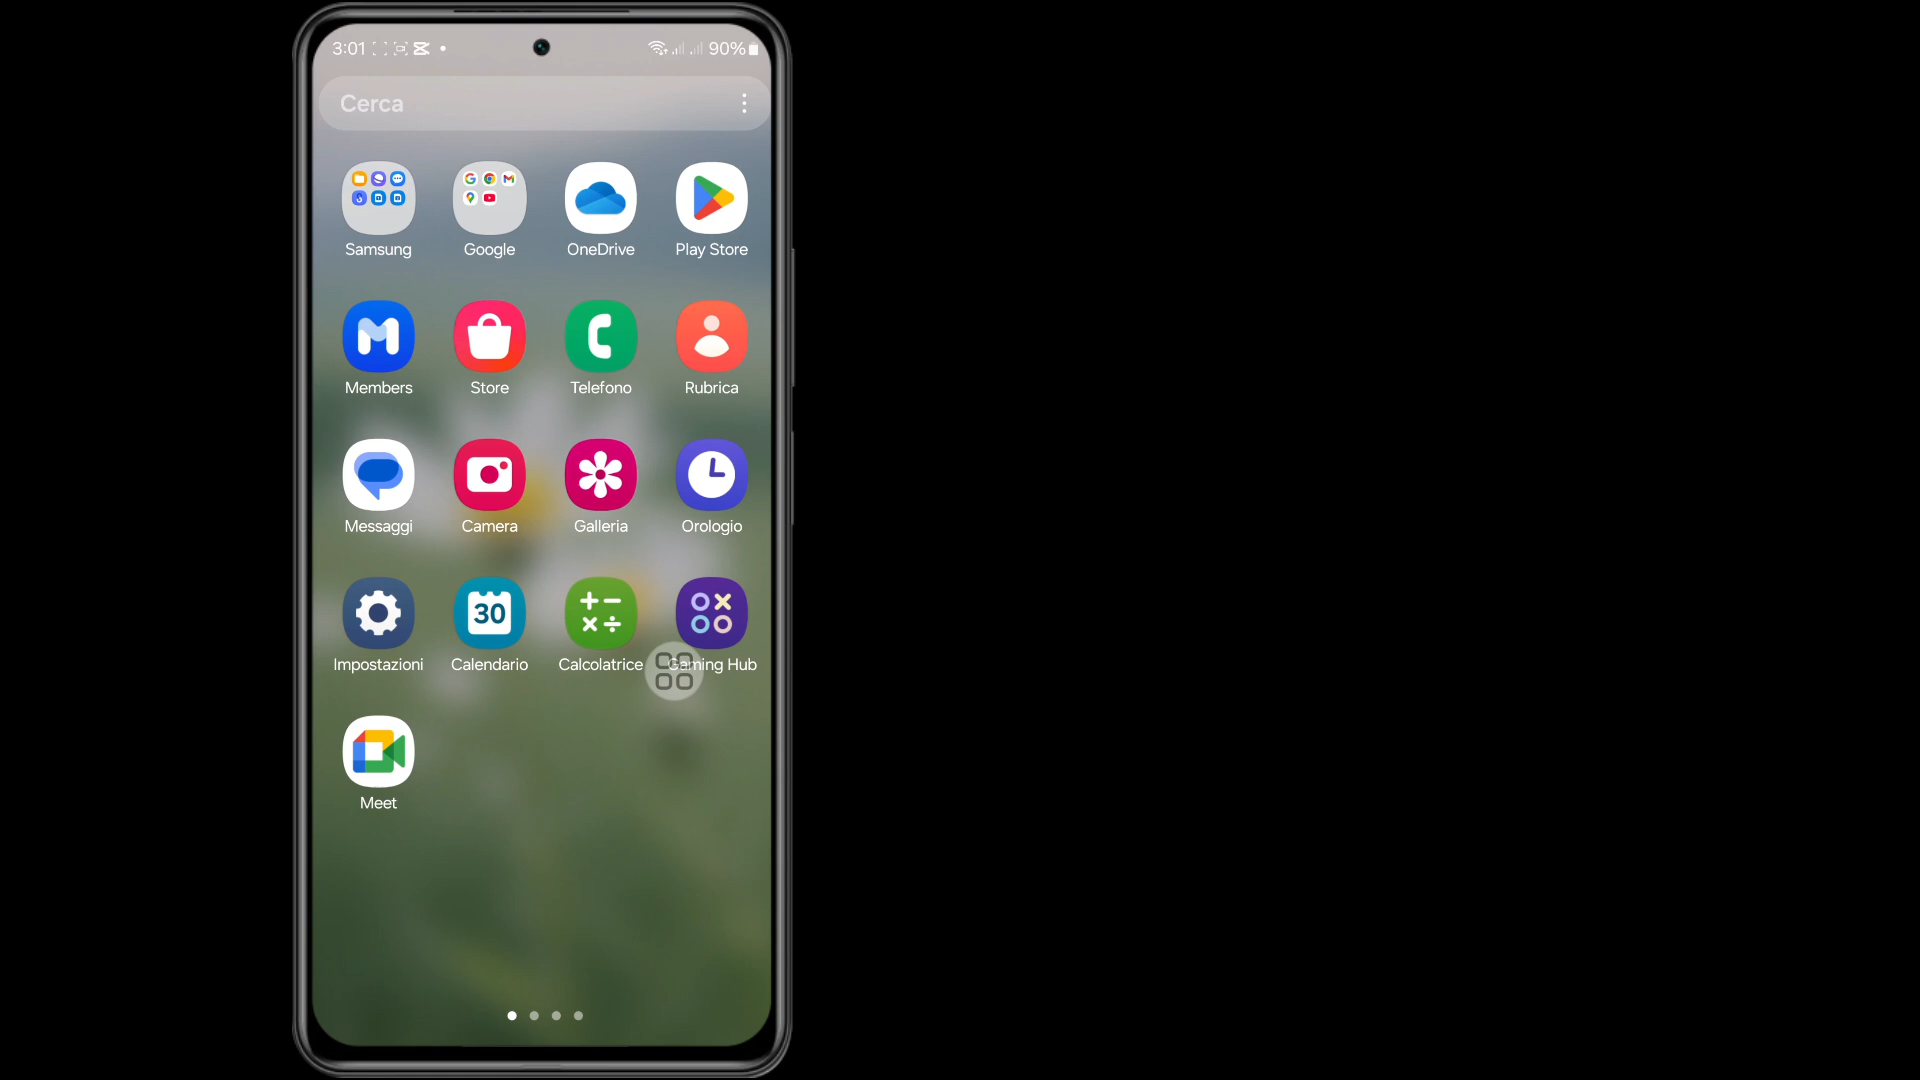 3:01
90%
Cerca
Samsung
Google
OneDrive
Play Store
Members
Store
Telefono
Rubrica
Messaggi
Camera
Galleria
Orologio
30
Impostazioni
Calendario
Calcolatrice
Gaming Hub
Meet